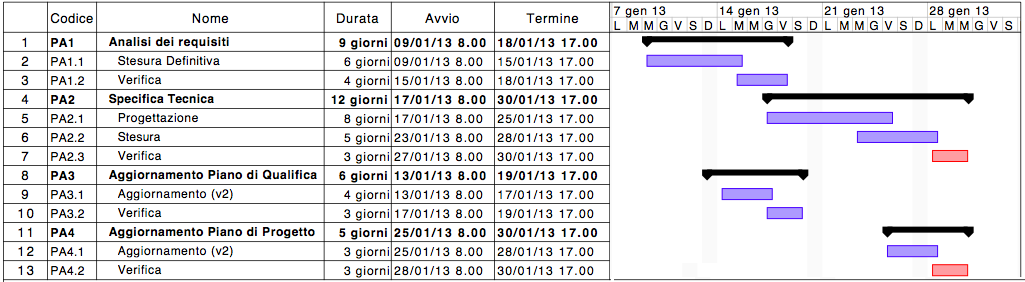 7 gen 13 14 gen 13 21 gen 13 28 gen 13
Codice Nome Durata Avvio Termine L M M G V S D L M M G V S D L M M G V S D L M M G V S
1 PA1 Analisi dei requisiti 9 giorni 09/01/13 8.00 18/01/13 17.00
2 PA1.1 Stesura Definitiva 6 giorni 09/01/13 8.00 15/01/13 17.00
3 PA1.2 Verifica 4 giorni 15/01/13 8.00 18/01/13 17.00
4 PA2 Specifica Tecnica 12 giorni 17/01/13 8.00 30/01/13 17.00
5 PA2.1 Progettazione 8 giorni 17/01/13 8.00 25/01/13 17.00
6 PA2.2 Stesura 5 giorni 23/01/13 8.00 28/01/13 17.00
7 PA2.3 Verifica 3 giorni 27/01/13 8.00 30/01/13 17.00
8 PA3 Aggiornamento Piano di Qualifica 6 giorni 13/01/13 8.00 19/01/13 17.00
9 PA3.1 Aggiornamento (v2) 4 giorni 13/01/13 8.00 17/01/13 17.00
10 PA3.2 Verifica 3 giorni 17/01/13 8.00 19/01/13 17.00
11 PA4 Aggiornamento Piano di Progetto 5 giorni 25/01/13 8.00 30/01/13 17.00
12 PA4.1 Aggiornamento (v2) 3 giorni 25/01/13 8.00 28/01/13 17.00
13 PA4.2 Verifica 3 giorni 28/01/13 8.00 30/01/13 17.00